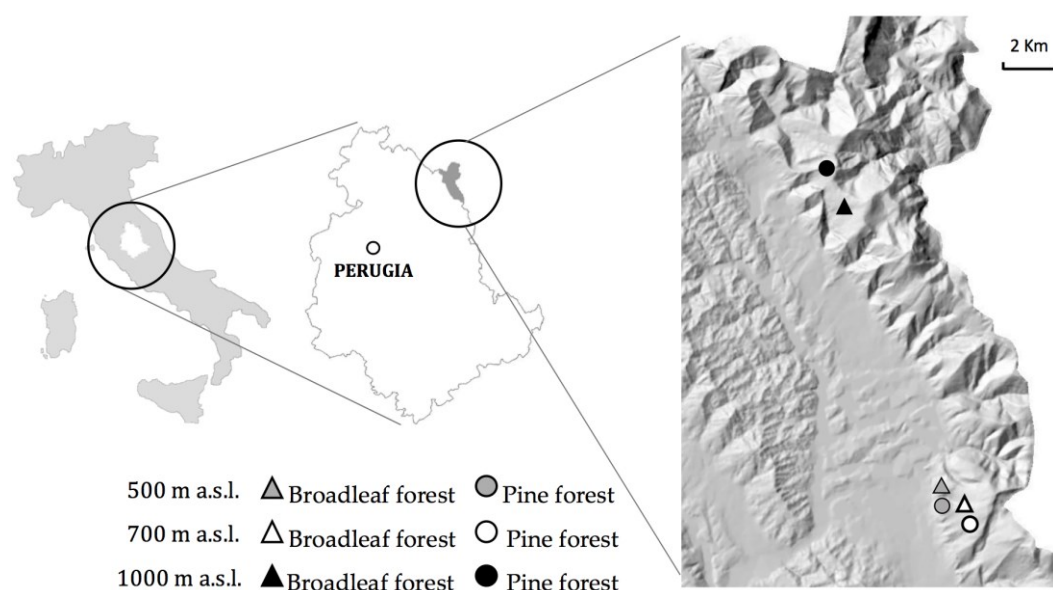 2 Km
PERUGIA
500 m a.s.l. Broadleaf forest Pine forest
700 m a.s.l. Broadleaf forest Pine forest
1000 m a.s.l. Broadleaf forest Pine forest